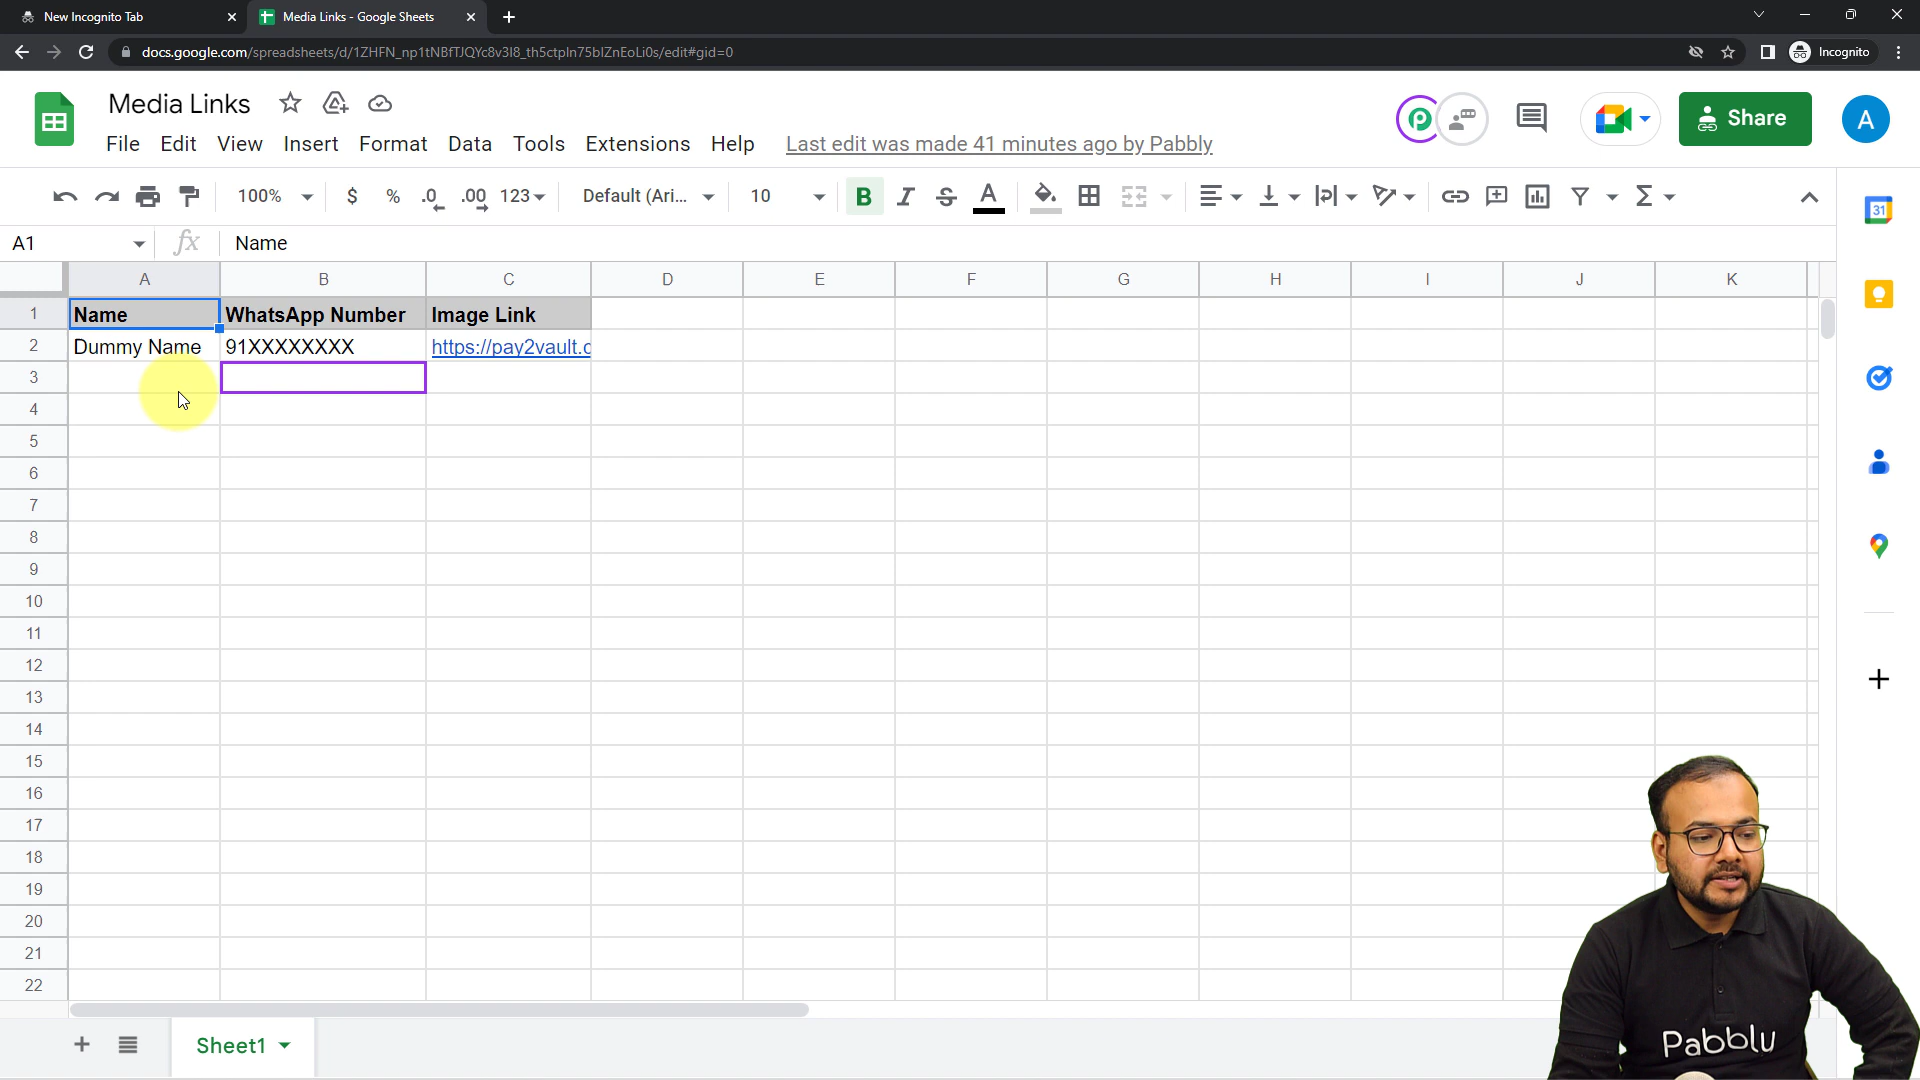 New Incognito Tab
Media Links - Google Sheets
docs.google.com/spreadsheets/d/1ZHFN_np1tNBfTJQYc8v3I8_th5ctpIn75bIZnEoLi0s/edit#gid=0
Incognito
Media Links
File Edit View Insert Format Data Tools Extensions Help Last edit was made 41 minutes ago by Pabbly
Share
A
100% $ % .0 .00 123 Default (Ari... 10 B I S A
31
A1 fx Name
A B C D E F G H I J K
1 Name WhatsApp Number Image Link
2 Dummy Name 91XXXXXXXX https://pay2vault.c
3
4
5
6
7
8
9
10
11
12
13
14
15
16
17
18
19
20
21
22
Sheet1
Pabblu